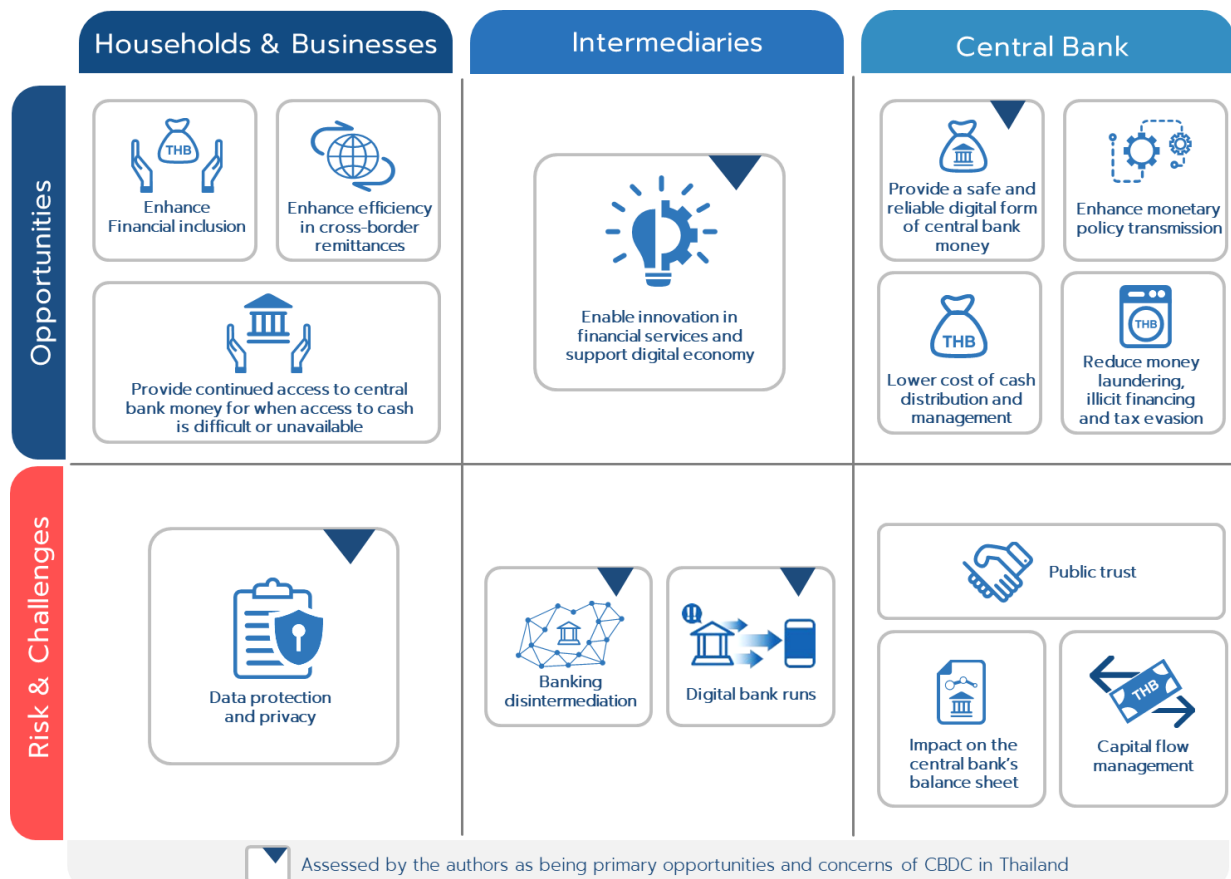 Households & Businesses
Intermediaries
Central Bank
Opportunities
THB
Enhance
Financial inclusion
Enhance efficiency
in cross-border
remittances
Provide continued access to central
bank money for when access to cash
is difficult or unavailable
Enable innovation in
financial services and
support digital economy
Provide a safe and
reliable digital form
of central bank
money
Enhance monetary
policy transmission
THB
Lower cost of cash
distribution and
management
THB
Reduce money
laundering,
illicit financing
and tax evasion
Risk & Challenges
Data protection
and privacy
Banking
disintermediation
!!
Digital bank runs
Public trust
Impact on the
central bank's
balance sheet
THB
Capital flow
management
Assessed by the authors as being primary opportunities and concerns of CBDC in Thailand